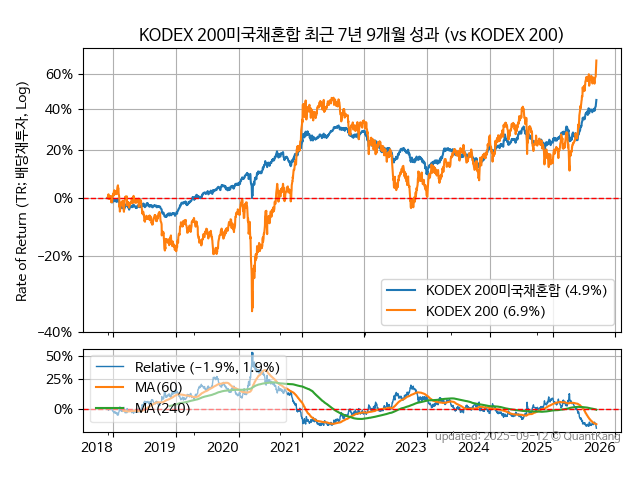 KODEX 200미국채혼합 최근 7년 9개월 성과 (vs KODEX 200)
Rate of Return (TR: 배당재투자, Log)
60%
40%
20%
0%
−20%
−40%
KODEX 200미국채혼합 (4.9%)
KODEX 200 (6.9%)
50%
25%
0%
Relative (−1.9%, 1.9%)
MA(60)
MA(240)
2018 2019 2020 2021 2022 2023 2024 2025 2026
updated: 2025-09-12 © QuantKang